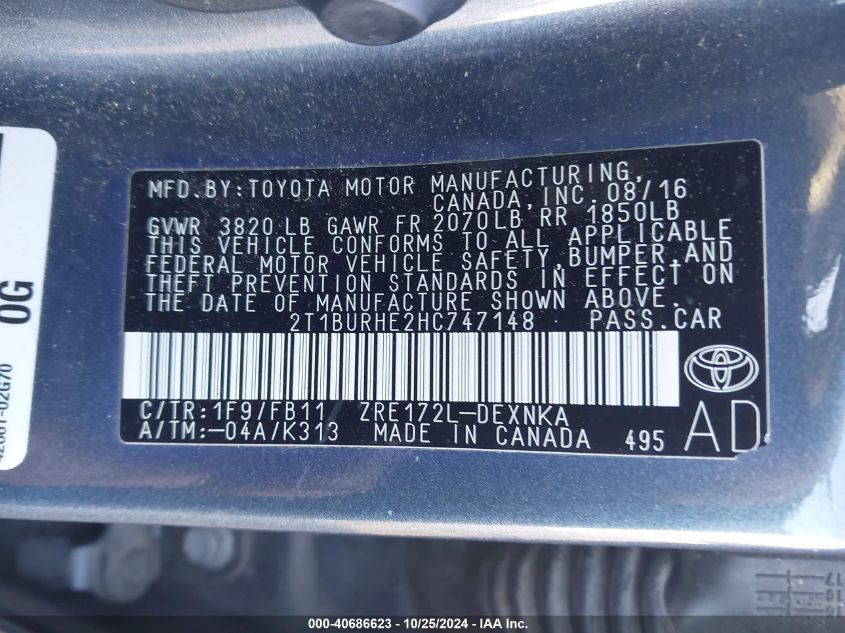 MFD.BY:TOYOTA MOTOR MANUFACTURING,
CANADA, INC. 08/16
GVWR 3820 LB GAWR FR 2070LB RR 1850LB
THIS VEHICLE CONFORMS TO ALL APPLICABLE
FEDERAL MOTOR VEHICLE SAFETY,BUMPER,AND
THEFT PREVENTION STANDARDS IN EFFECT ON
THE DATE OF MANUFACTURE SHOWN ABOVE.
2T1BURHE2HC747148 PASS.CAR
C/TR:1F9/FB11 ZRE172L-DEXNKA
A/TM:-04A/K313 MADE IN CANADA 495 AD
0G
000-40686623 - 10/25/2024 - www.iaai.com